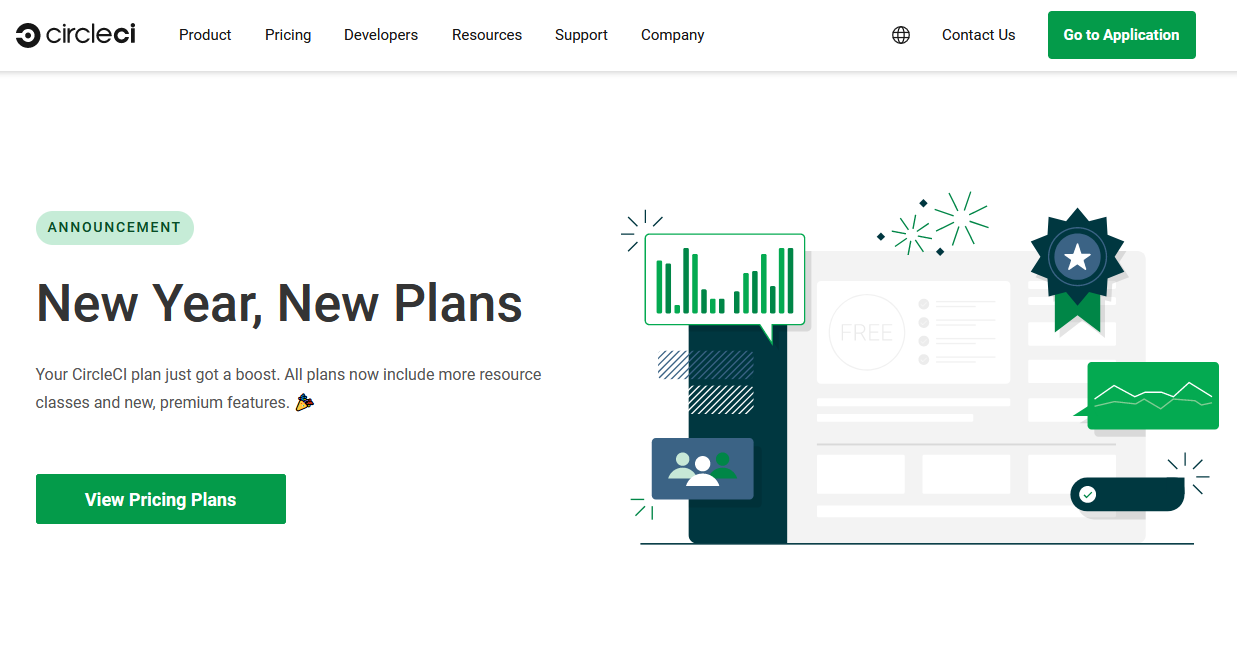 circleci
Product
Pricing
Developers
Resources
Support
Company
Contact Us
Go to Application
ANNOUNCEMENT
New Year, New Plans
Your CircleCI plan just got a boost. All plans now include more resource
classes and new, premium features. 🎉
FREE
View Pricing Plans